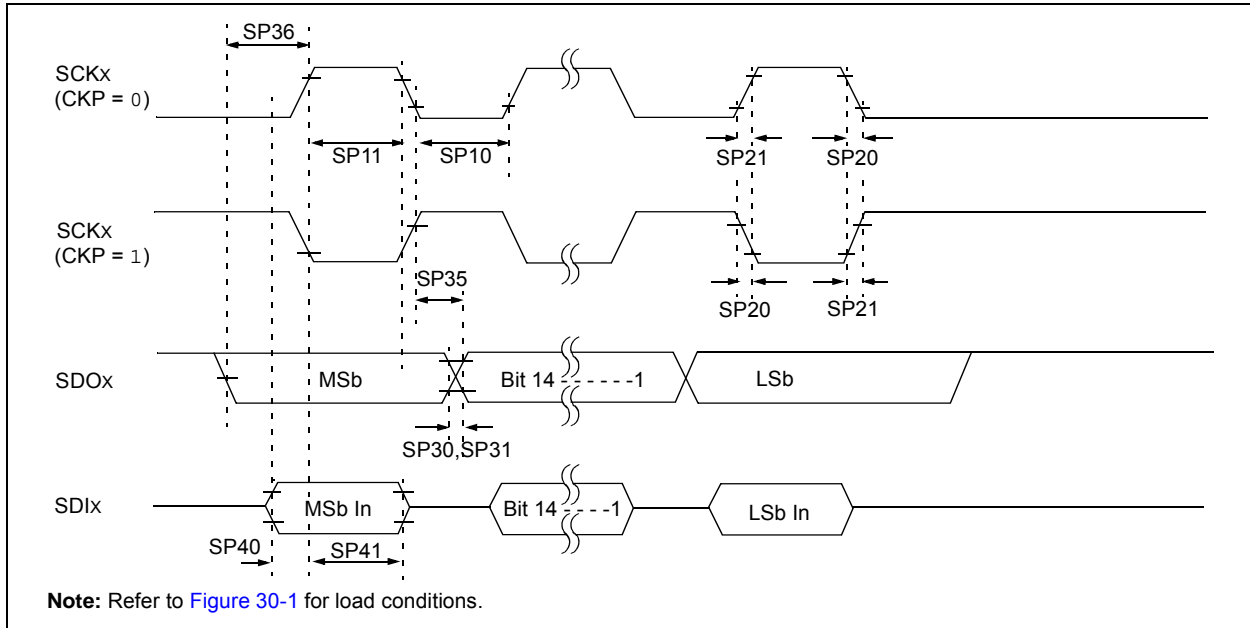 SP36
SCKx
(CKP = 0)
SP11
SP10
SP21
SP20
SCKx
(CKP = 1)
SP35
SP20
SP21
SDOx
MSb
Bit 14 - - - - - -1
LSb
SP30,SP31
SDIx
MSb In
Bit 14 - - - -1
LSb In
SP40
SP41
Note: Refer to Figure 30-1 for load conditions.